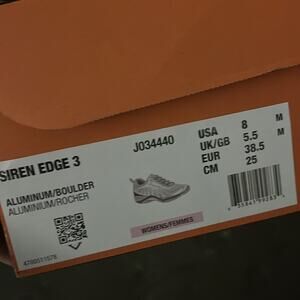 SIREN EDGE 3
J034440
USA 8 M
UK/GB 5.5 M
EUR 38.5
CM 25
ALUMINUM/BOULDER
ALUMINIUM/ROCHER
WOMENS/FEMMES